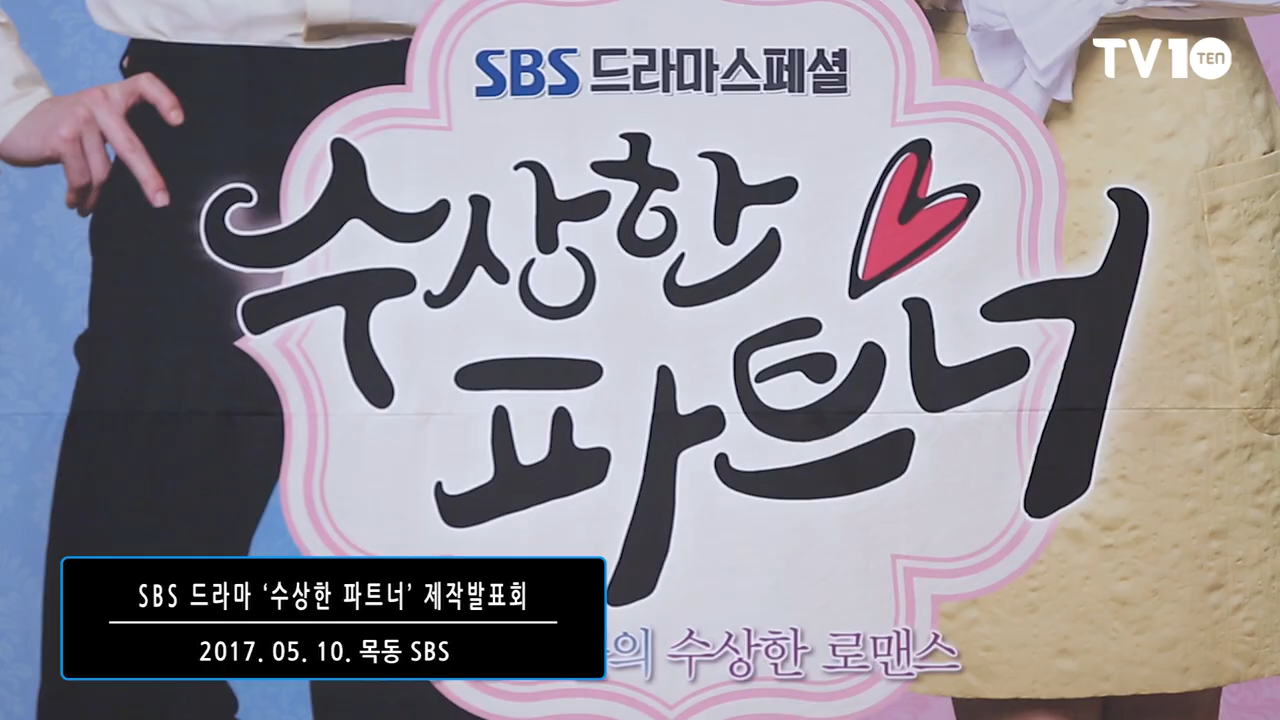 SBS 드라마스페셜
TV10 TEN
수상한
파트너
의 수상한 로맨스
SBS 드라마 ‘수상한 파트너’ 제작발표회
2017. 05. 10. 목동 SBS